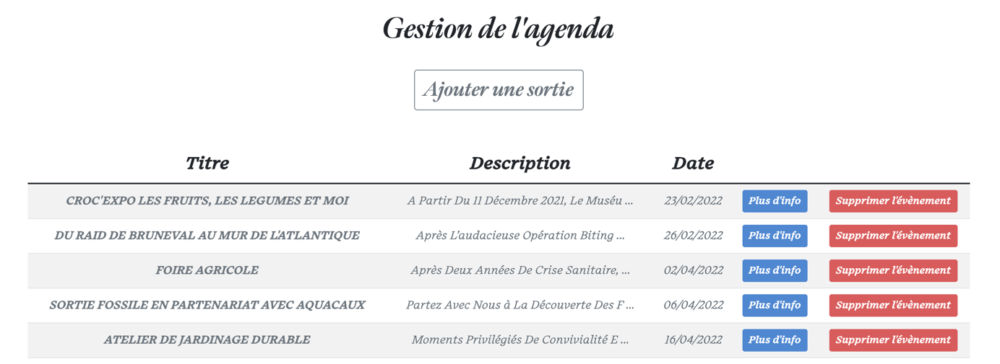 Gestion de l'agenda
Ajouter une sortie
Titre Description Date
CROC'EXPO LES FRUITS, LES LEGUMES ET MOI A Partir Du 11 Décembre 2021, Le Muséu ... 23/02/2022 Plus d'info Supprimer l'évènement
DU RAID DE BRUNEVAL AU MUR DE L'ATLANTIQUE Après L'audacieuse Opération Biting ... 26/02/2022 Plus d'info Supprimer l'évènement
FOIRE AGRICOLE Après Deux Années De Crise Sanitaire, ... 02/04/2022 Plus d'info Supprimer l'évènement
SORTIE FOSSILE EN PARTENARIAT AVEC AQUACAUX Partez Avec Nous à La Découverte Des F ... 06/04/2022 Plus d'info Supprimer l'évènement
ATELIER DE JARDINAGE DURABLE Moments Privilégiés De Convivialité E ... 16/04/2022 Plus d'info Supprimer l'évènement